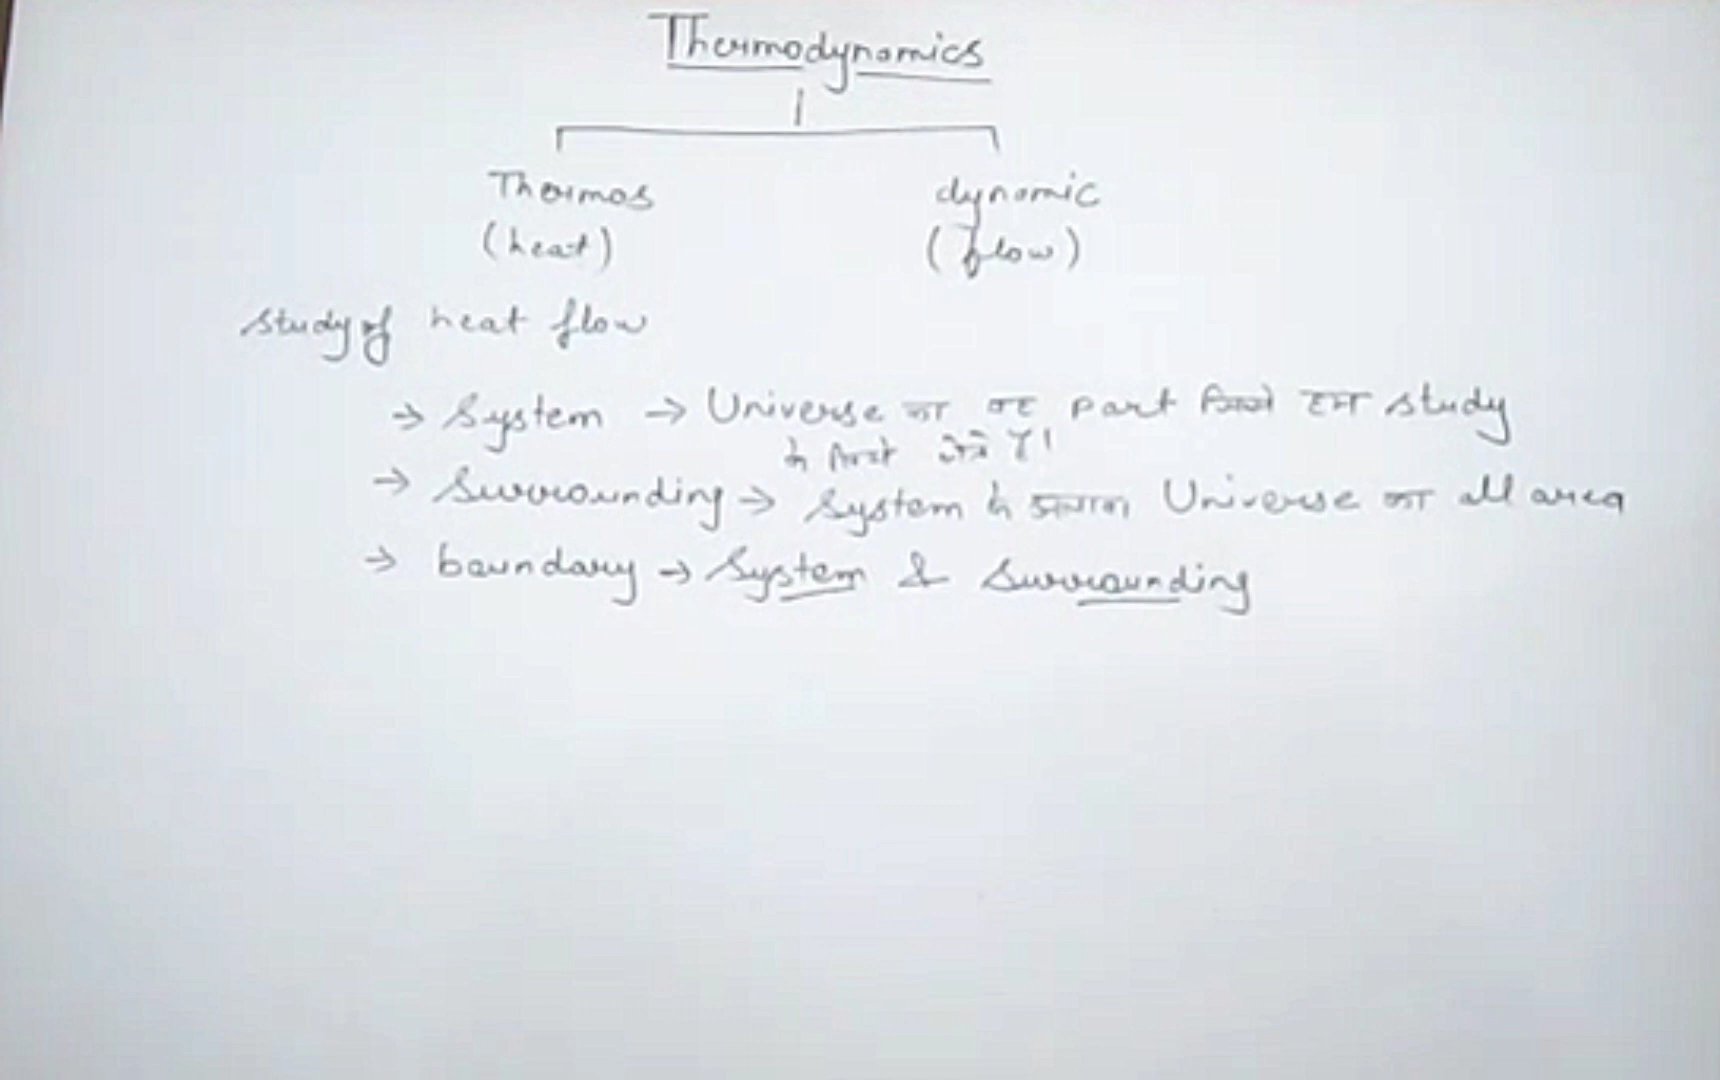 Thermodynamics
Thermos dynamic
(heat) (flow)
study of heat flow
→ System → Universe का वह part जिसको हम study
के लिए करते हैं।
→ Surrounding → System के अलावा Universe का all area
→ boundary → System & Surrounding